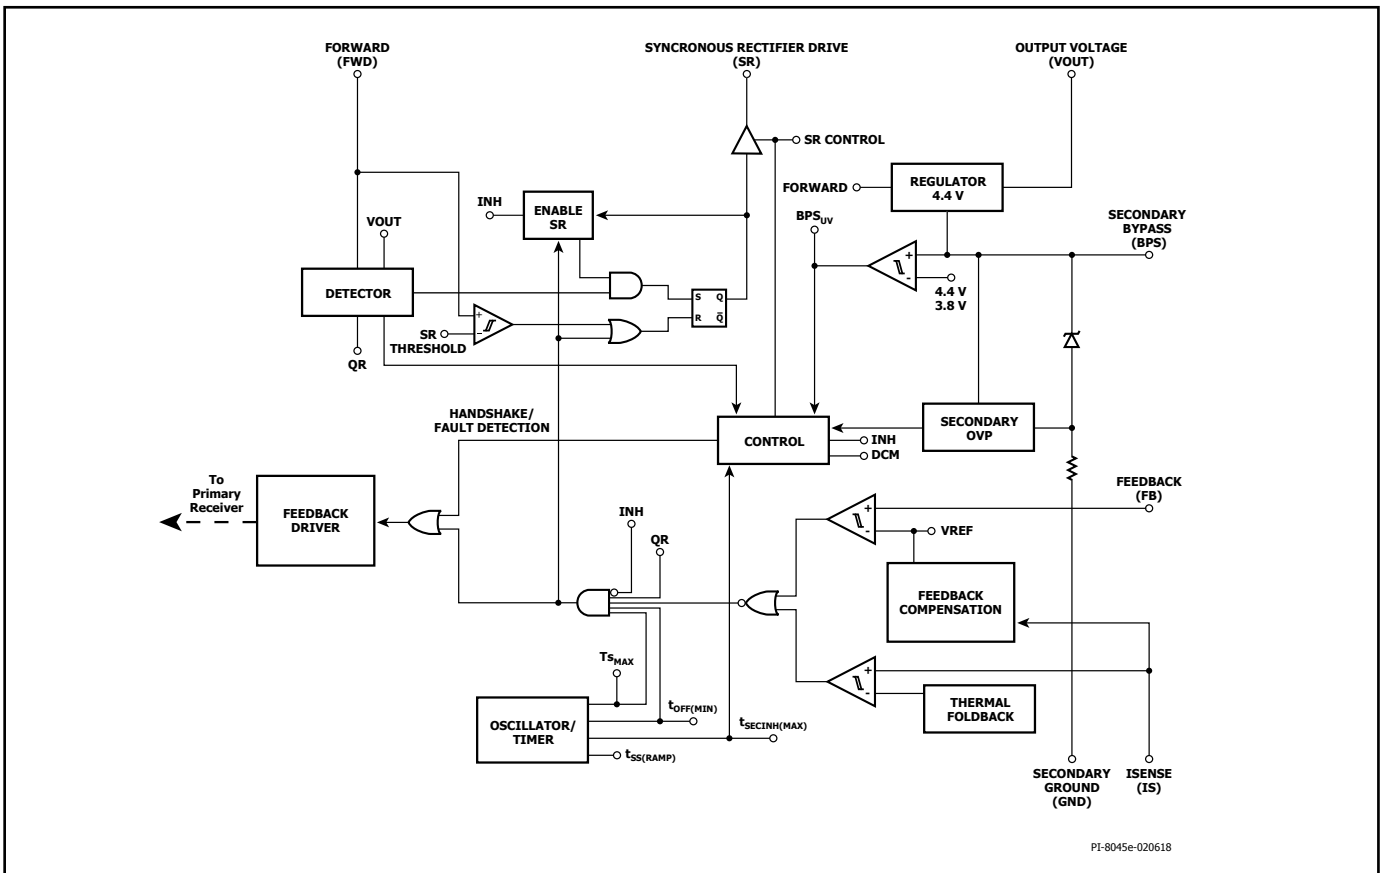 FORWARD
(FWD)
SYNCRONOUS RECTIFIER DRIVE
(SR)
OUTPUT VOLTAGE
(VOUT)
SR CONTROL
FORWARD
REGULATOR
4.4 V
INH
ENABLE
SR
VOUT
BPSUV
SECONDARY
BYPASS
(BPS)
DETECTOR
+
-
4.4 V
3.8 V
S Q
R Q̅
+
−
SR
THRESHOLD
QR
HANDSHAKE/
FAULT DETECTION
CONTROL
INH
DCM
SECONDARY
OVP
To
Primary
Receiver
FEEDBACK
DRIVER
INH
QR
FEEDBACK
(FB)
+
-
VREF
FEEDBACK
COMPENSATION
TsMAX
+
-
THERMAL
FOLDBACK
OSCILLATOR/
TIMER
tOFF(MIN)
tSECINH(MAX)
tSS(RAMP)
SECONDARY
GROUND
(GND)
ISENSE
(IS)
PI-8045e-020618